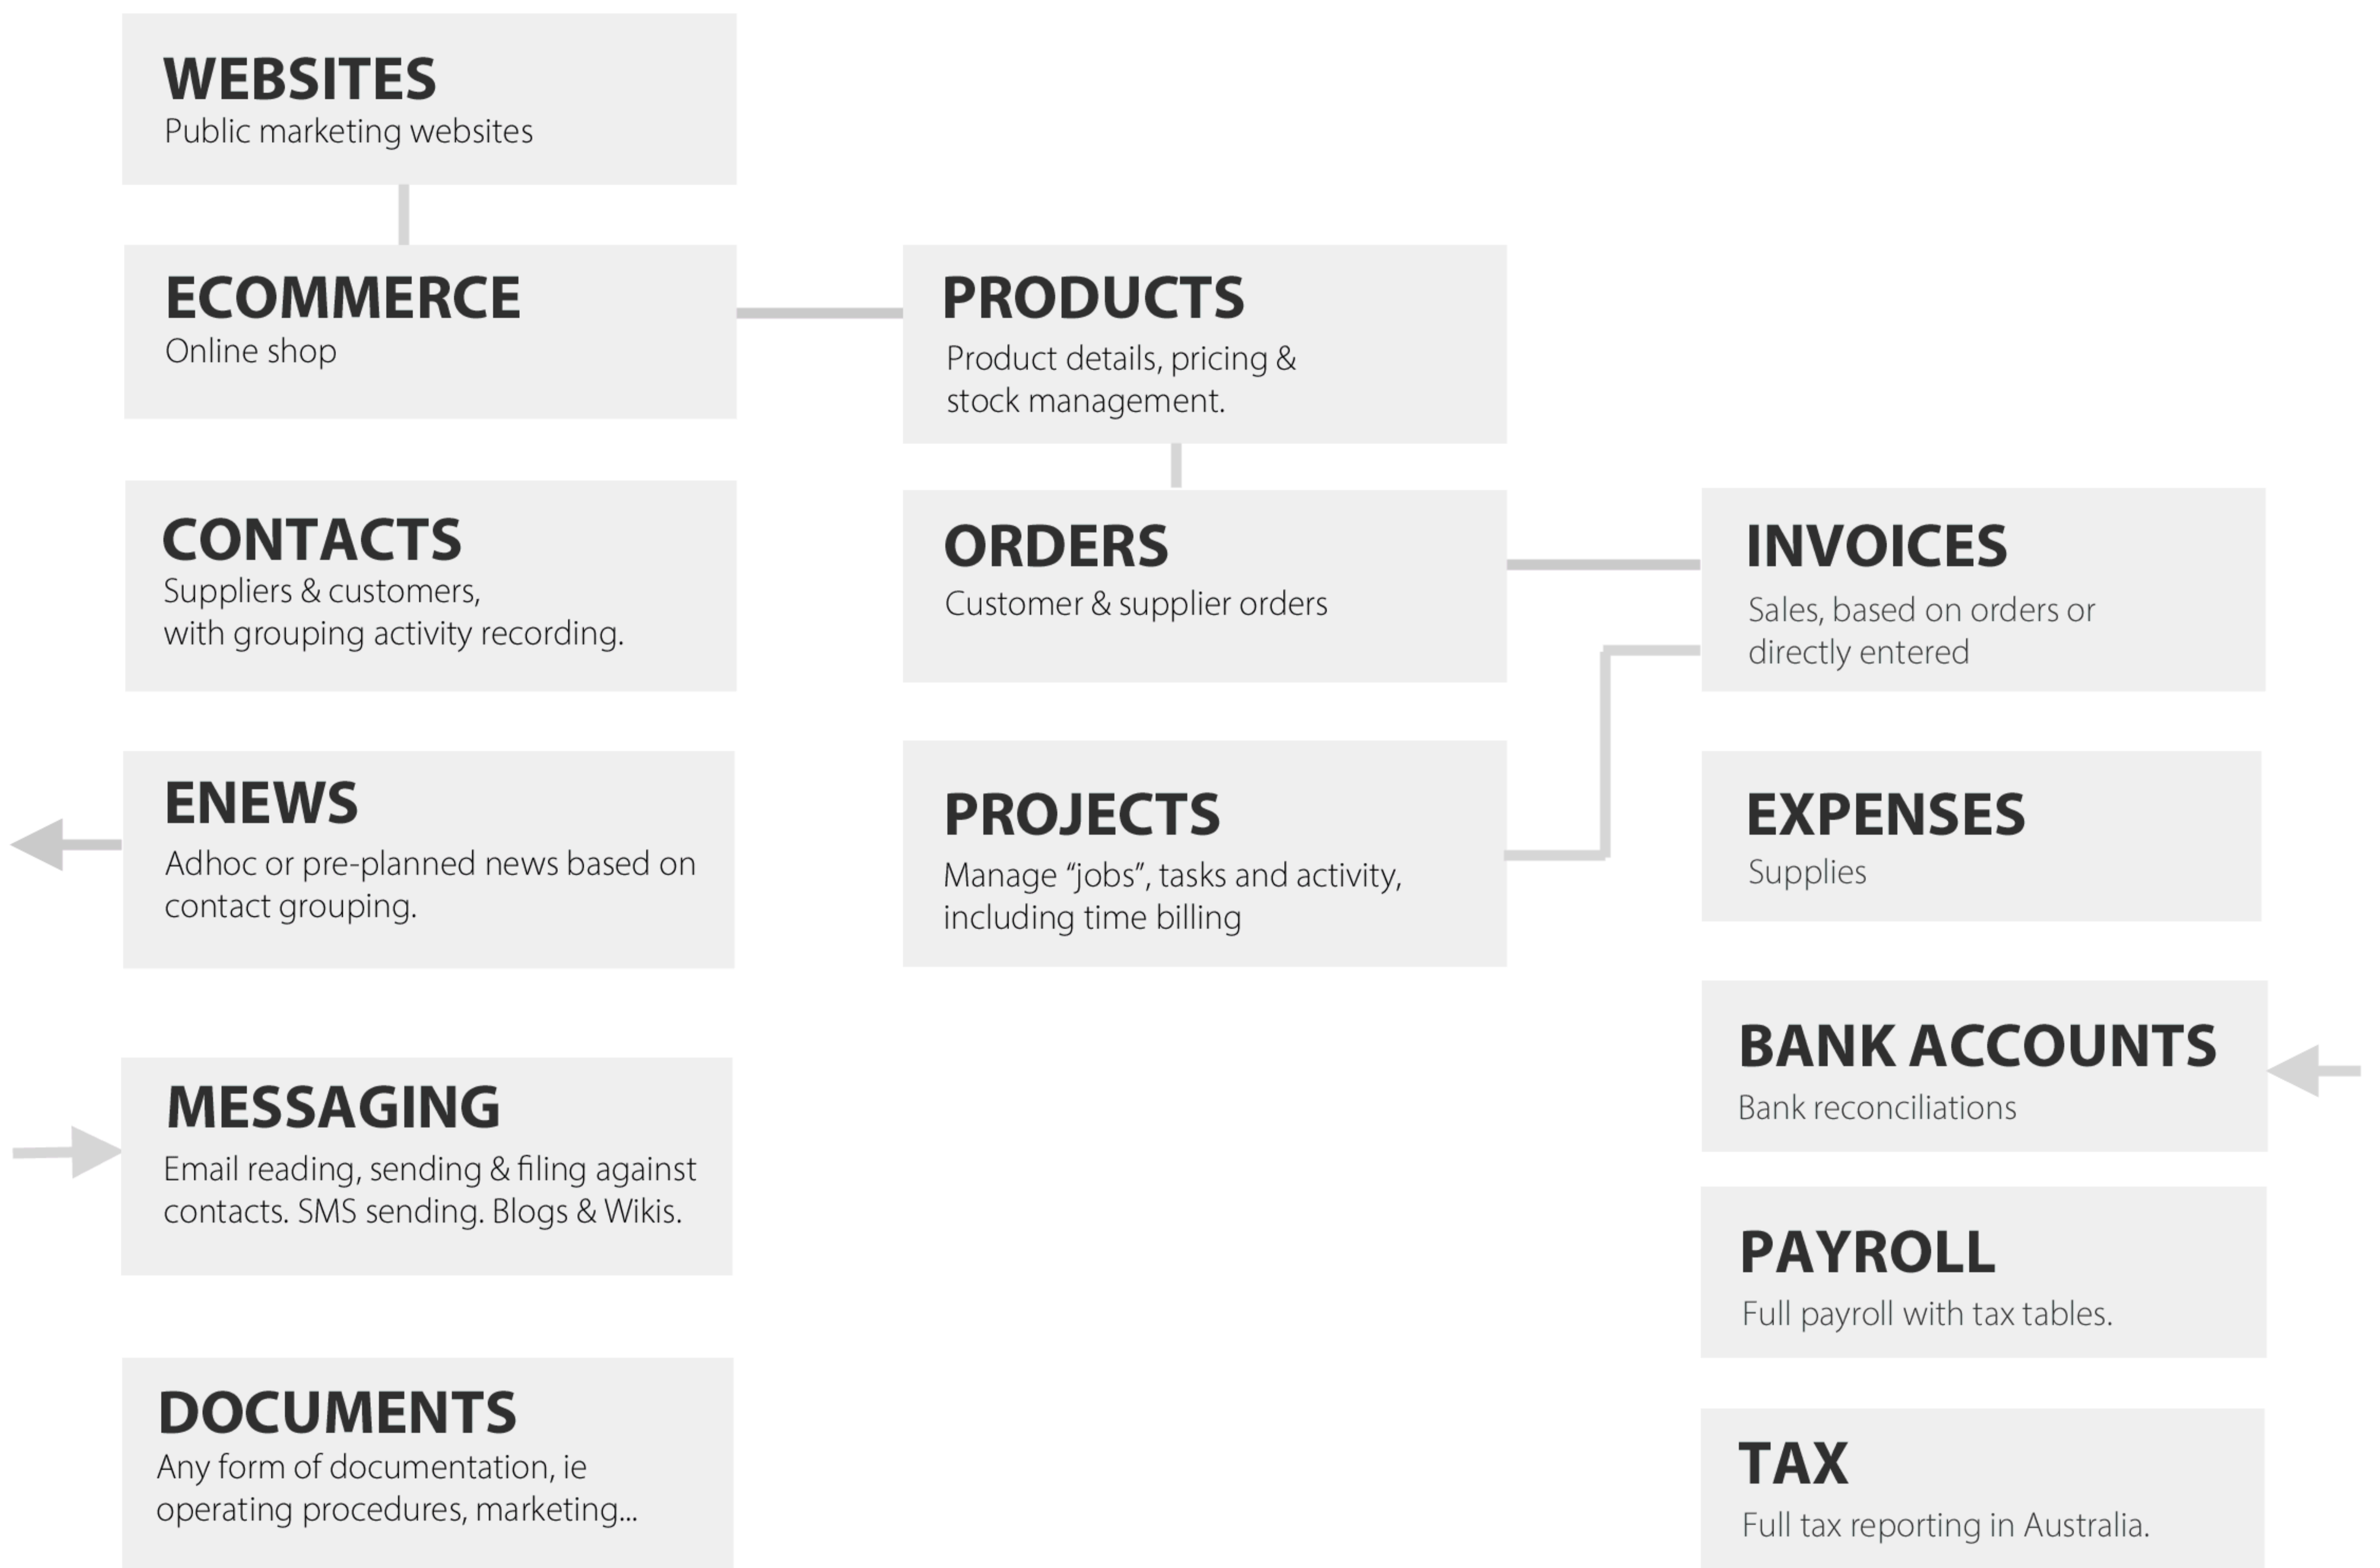 WEBSITES
Public marketing websites
ECOMMERCE
Online shop
CONTACTS
Suppliers & customers,
with grouping activity recording.
ENEWS
Adhoc or pre-planned news based on
contact grouping.
MESSAGING
Email reading, sending & filing against
contacts. SMS sending. Blogs & Wikis.
DOCUMENTS
Any form of documentation, ie
operating procedures, marketing...
PRODUCTS
Product details, pricing &
stock management.
ORDERS
Customer & supplier orders
PROJECTS
Manage “jobs”, tasks and activity,
including time billing
INVOICES
Sales, based on orders or
directly entered
EXPENSES
Supplies
BANK ACCOUNTS
Bank reconciliations
PAYROLL
Full payroll with tax tables.
TAX
Full tax reporting in Australia.